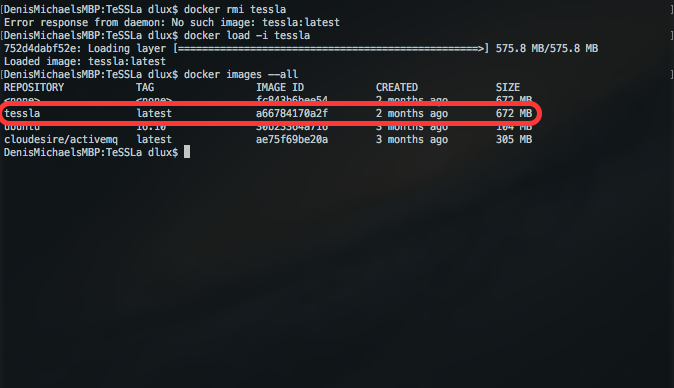 [DenisMichaelsMBP:TeSSLa dlux$ docker rmi tessla ]
Error response from daemon: No such image: tessla:latest
[DenisMichaelsMBP:TeSSLa dlux$ docker load -i tessla ]
752d4dabf52e: Loading layer [==================================================>] 575.8 MB/575.8 MB
Loaded image: tessla:latest
[DenisMichaelsMBP:TeSSLa dlux$ docker images --all ]
REPOSITORY TAG IMAGE ID CREATED SIZE
<none> <none> fc843b6bee54 2 months ago 672 MB
tessla latest a66784170a2f 2 months ago 672 MB
ubuntu 16.10 3 months ago 104 MB
cloudesire/activemq latest ae75f69be20a 3 months ago 305 MB
DenisMichaelsMBP:TeSSLa dlux$